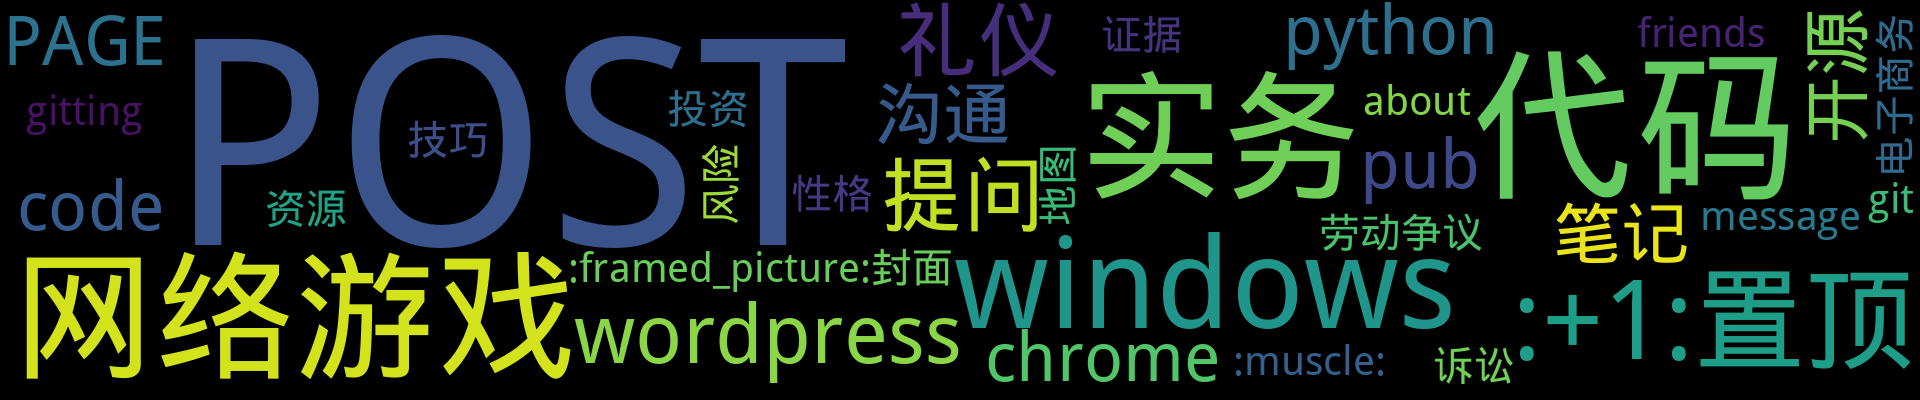 PAGE
POST
礼仪
证据
python
friends
开源
电子商务
gitting
技巧
投资
沟通
实务
about
代码
code
资源
风险
性格
提问
地图
pub
git
劳动争议
笔记
message
网络游戏
:framed_picture:封面
windows
:+1:置顶
wordpress
chrome
:muscle:
诉讼